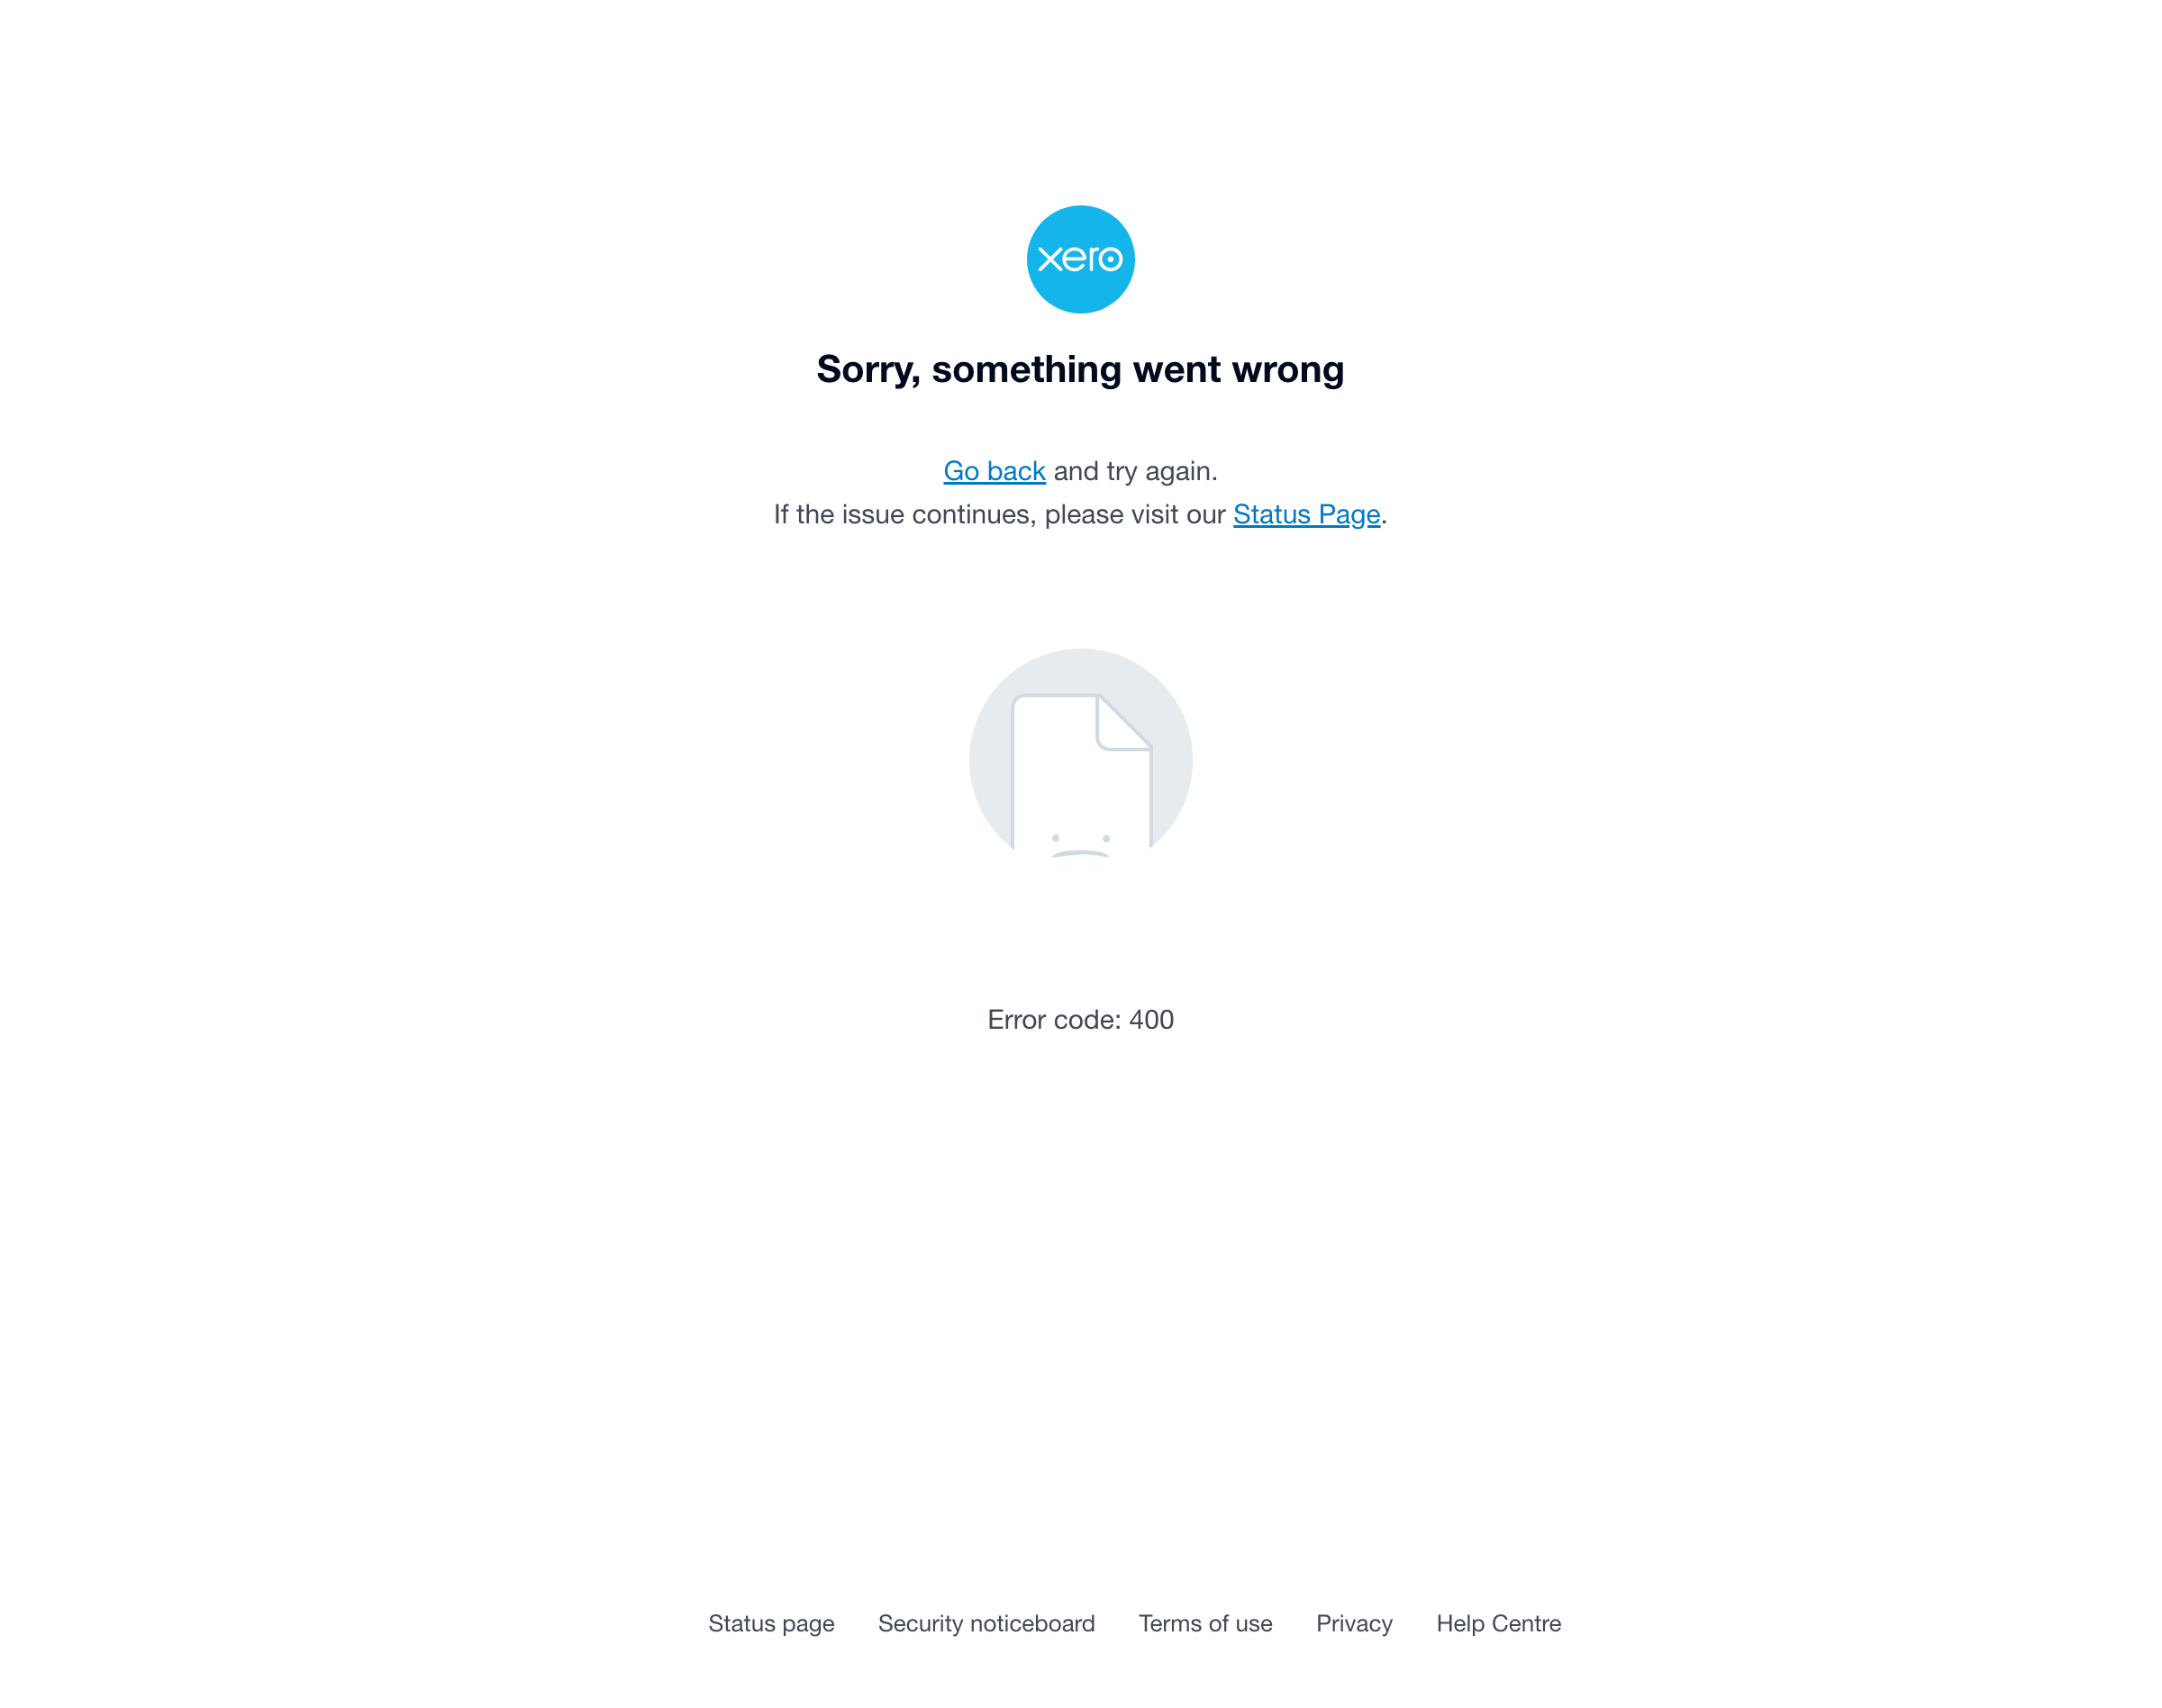 xero
Sorry, something went wrong
Go back and try again.
If the issue continues, please visit our Status Page.
Error code: 400
Status page Security noticeboard Terms of use Privacy Help Centre